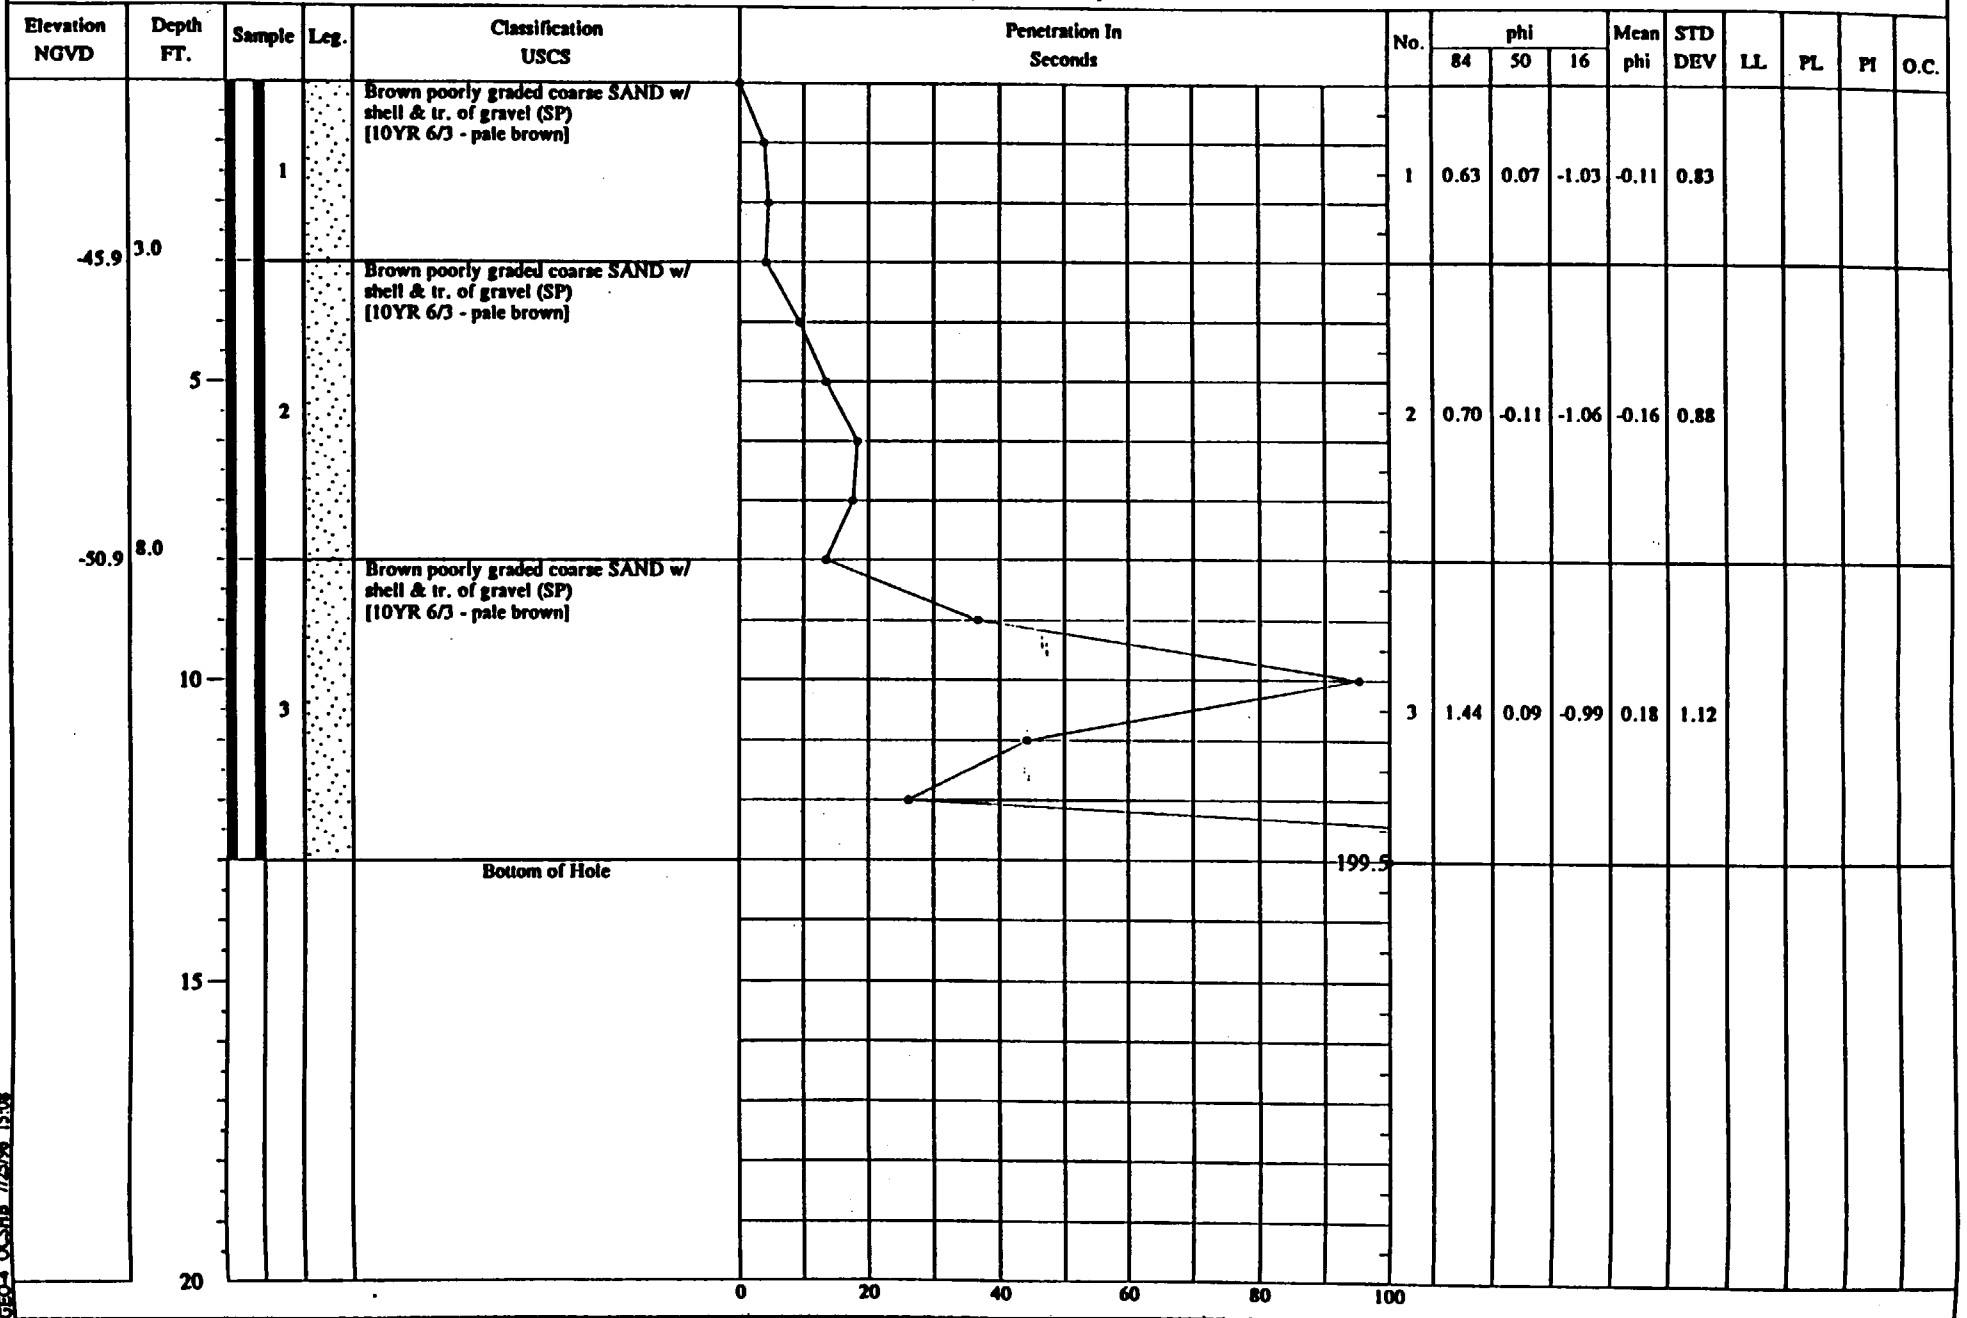 Elevation NGVD Depth FT. Sample Leg. Classification USCS Penetration In Seconds No. phi 84 50 16 Mean phi STD DEV LL PL PI O.C.
Brown poorly graded coarse SAND w/
shell & tr. of gravel (SP)
[10YR 6/3 - pale brown]
1
1 0.63 0.07 -1.03 -0.11 0.83
-45.9 3.0
Brown poorly graded coarse SAND w/
shell & tr. of gravel (SP)
[10YR 6/3 - pale brown]
5
2
2 0.70 -0.11 -1.06 -0.16 0.88
-50.9 8.0
Brown poorly graded coarse SAND w/
shell & tr. of gravel (SP)
[10YR 6/3 - pale brown]
10
3
3 1.44 0.09 -0.99 0.18 1.12
Bottom of Hole
199.5
15
20
0 20 40 60 80 100